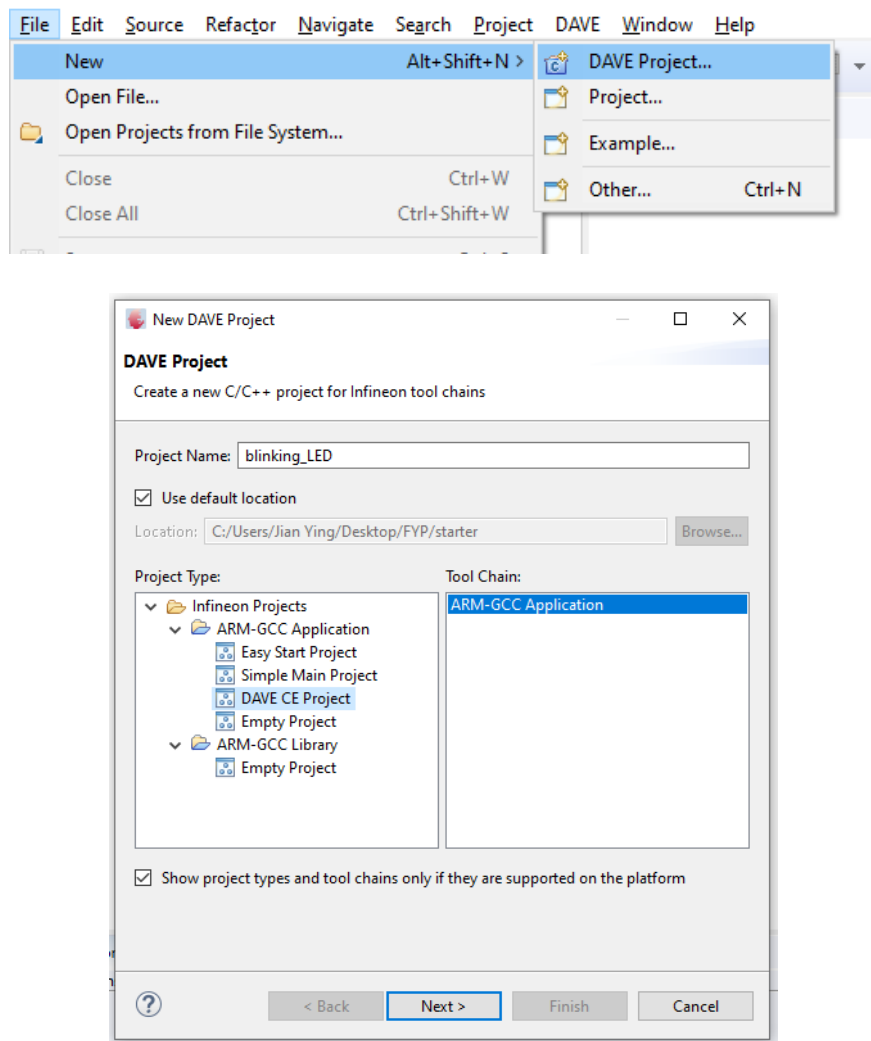 File Edit Source Refactor Navigate Search Project DAVE Window Help
New Alt+Shift+N > DAVE Project...
Open File... Project...
Open Projects from File System... Example...
Close Ctrl+W Other... Ctrl+N
Close All Ctrl+Shift+W
New DAVE Project
DAVE Project
Create a new C/C++ project for Infineon tool chains
Project Name: blinking_LED
Use default location
Location: C:/Users/Jian Ying/Desktop/FYP/starter Browse...
Project Type: Tool Chain:
Infineon Projects ARM-GCC Application
ARM-GCC Application
Easy Start Project
Simple Main Project
DAVE CE Project
Empty Project
ARM-GCC Library
Empty Project
Show project types and tool chains only if they are supported on the platform
? < Back Next > Finish Cancel